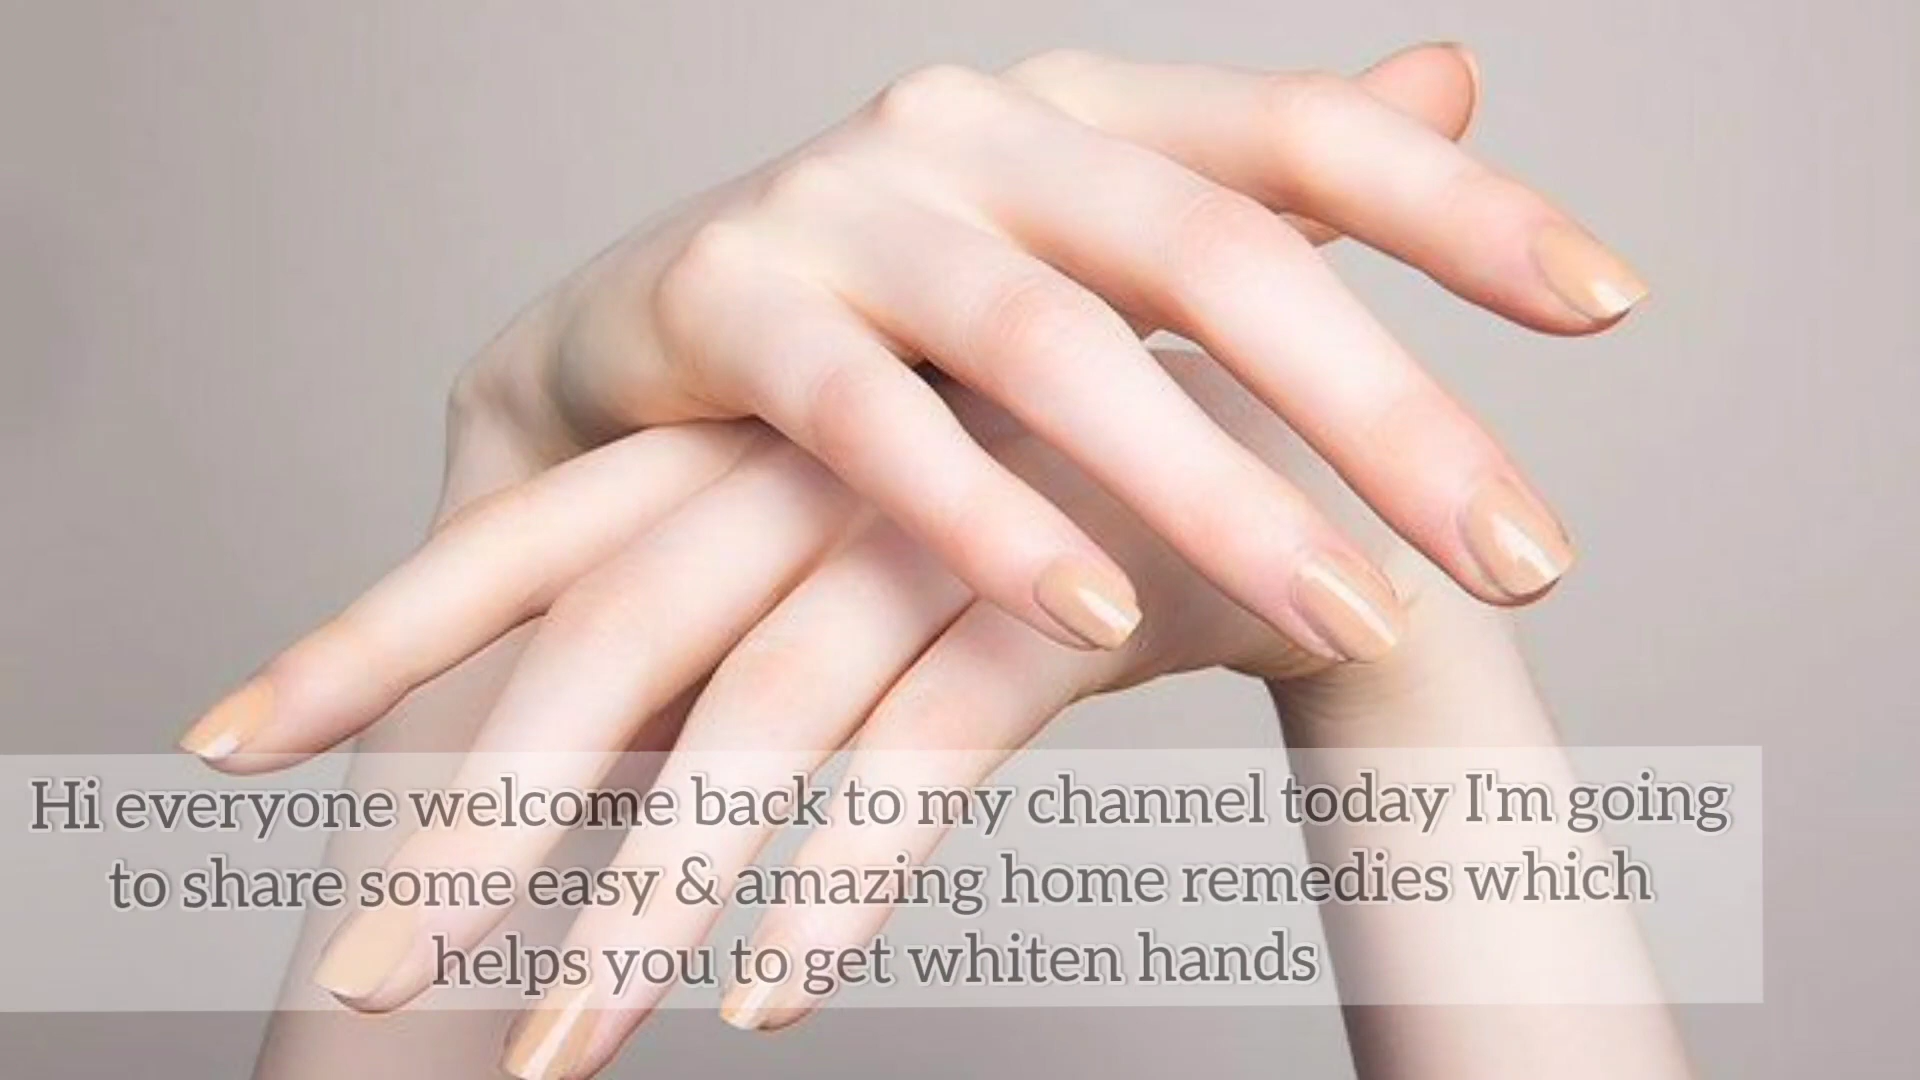 Hi everyone welcome back to my channel today I'm going
to share some easy & amazing home remedies which
helps you to get whiten hands